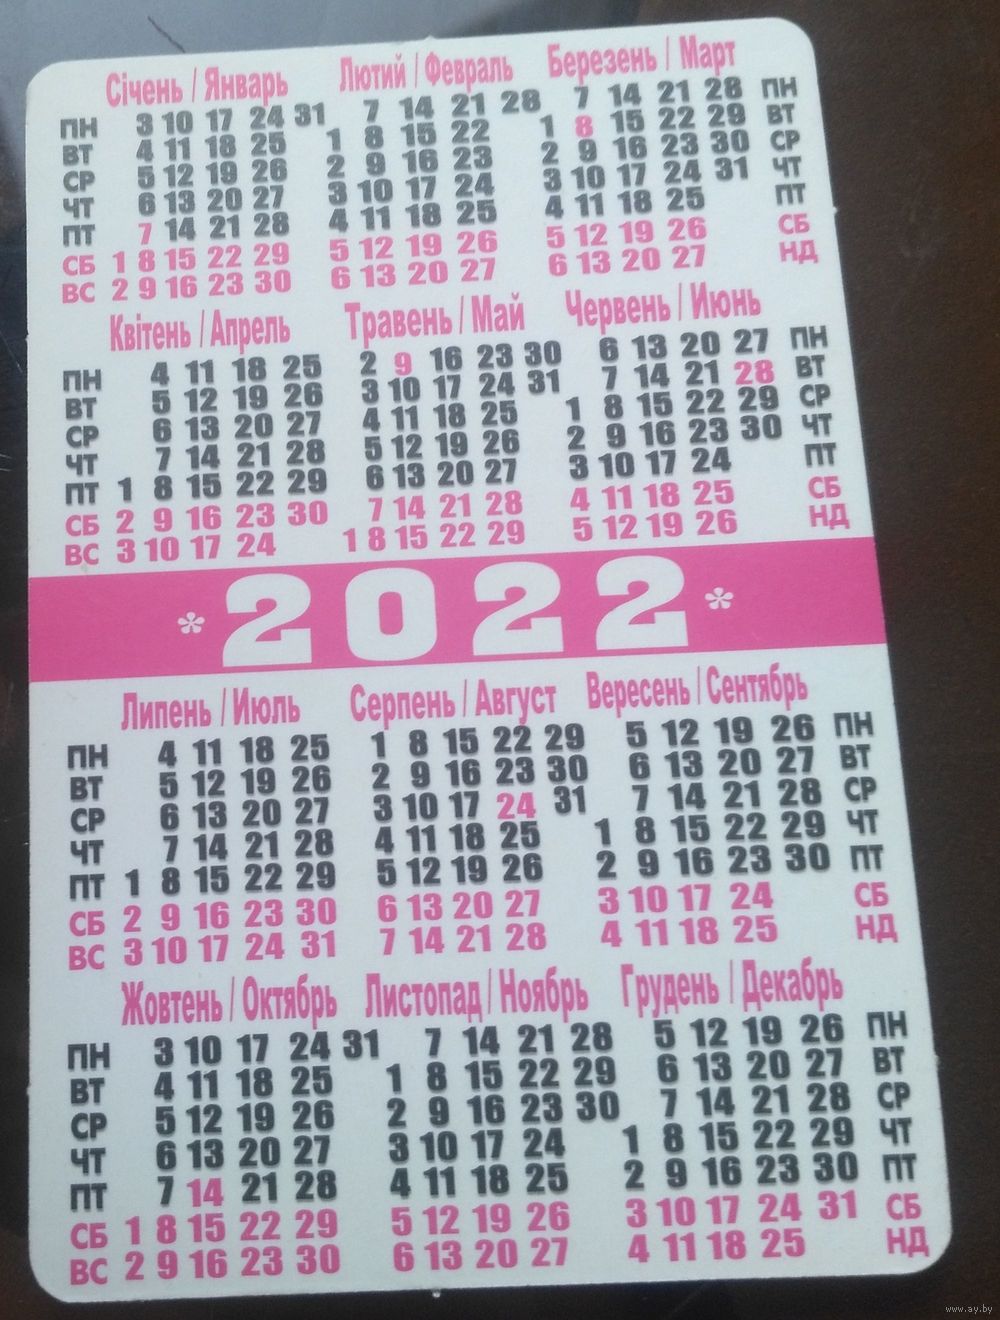 Січень / Январь Лютий / Февраль Березень / Март
ПН 3 10 17 24 31 7 14 21 28 7 14 21 28 ПН
ВТ 4 11 18 25 1 8 15 22 1 8 15 22 29 ВТ
СР 5 12 19 26 2 9 16 23 2 9 16 23 30 СР
ЧТ 6 13 20 27 3 10 17 24 3 10 17 24 31 ЧТ
ПТ 7 14 21 28 4 11 18 25 4 11 18 25 ПТ
СБ 1 8 15 22 29 5 12 19 26 5 12 19 26 СБ
ВС 2 9 16 23 30 6 13 20 27 6 13 20 27 НД
Квітень / Апрель Травень / Май Червень / Июнь
ПН 4 11 18 25 2 9 16 23 30 6 13 20 27 ПН
ВТ 5 12 19 26 3 10 17 24 31 7 14 21 28 ВТ
СР 6 13 20 27 4 11 18 25 1 8 15 22 29 СР
ЧТ 7 14 21 28 5 12 19 26 2 9 16 23 30 ЧТ
ПТ 1 8 15 22 29 6 13 20 27 3 10 17 24 ПТ
СБ 2 9 16 23 30 7 14 21 28 4 11 18 25 СБ
ВС 3 10 17 24 1 8 15 22 29 5 12 19 26 НД
* 2022 *
Липень / Июль Серпень / Август Вересень / Сентябрь
ПН 4 11 18 25 1 8 15 22 29 5 12 19 26 ПН
ВТ 5 12 19 26 2 9 16 23 30 6 13 20 27 ВТ
СР 6 13 20 27 3 10 17 24 31 7 14 21 28 СР
ЧТ 7 14 21 28 4 11 18 25 1 8 15 22 29 ЧТ
ПТ 1 8 15 22 29 5 12 19 26 2 9 16 23 30 ПТ
СБ 2 9 16 23 30 6 13 20 27 3 10 17 24 СБ
ВС 3 10 17 24 31 7 14 21 28 4 11 18 25 НД
Жовтень / Октябрь Листопад / Ноябрь Грудень / Декабрь
ПН 3 10 17 24 31 7 14 21 28 5 12 19 26 ПН
ВТ 4 11 18 25 1 8 15 22 29 6 13 20 27 ВТ
СР 5 12 19 26 2 9 16 23 30 7 14 21 28 СР
ЧТ 6 13 20 27 3 10 17 24 1 8 15 22 29 ЧТ
ПТ 7 14 21 28 4 11 18 25 2 9 16 23 30 ПТ
СБ 1 8 15 22 29 5 12 19 26 3 10 17 24 31 СБ
ВС 2 9 16 23 30 6 13 20 27 4 11 18 25 НД
www.ay.by